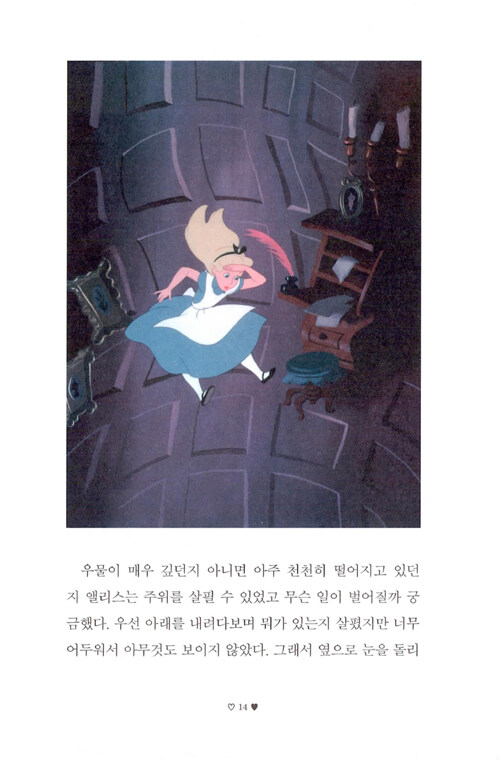 우물이 매우 깊던지 아니면 아주 천천히 떨어지고 있던
지 앨리스는 주위를 살필 수 있었고 무슨 일이 벌어질까 궁
금했다. 우선 아래를 내려다보며 뭐가 있는지 살폈지만 너무
어두워서 아무것도 보이지 않았다. 그래서 옆으로 눈을 돌리
♡ 14 ♥